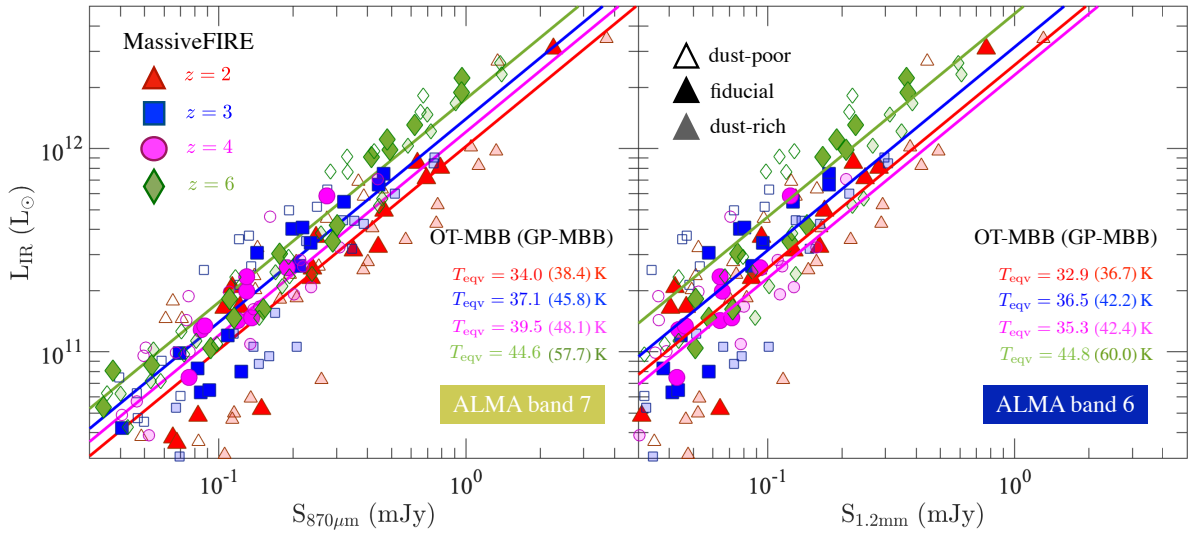 MassiveFIRE
z = 2
z = 3
z = 4
z = 6
OT-MBB (GP-MBB)
T_eqv = 34.0 (38.4) K
T_eqv = 37.1 (45.8) K
T_eqv = 39.5 (48.1) K
T_eqv = 44.6 (57.7) K
ALMA band 7
10^12
10^11
L_IR (L_⊙)
10^-1
10^0
S_870μm (mJy)
dust-poor
fiducial
dust-rich
OT-MBB (GP-MBB)
T_eqv = 32.9 (36.7) K
T_eqv = 36.5 (42.2) K
T_eqv = 35.3 (42.4) K
T_eqv = 44.8 (60.0) K
ALMA band 6
10^-1
10^0
S_1.2mm (mJy)